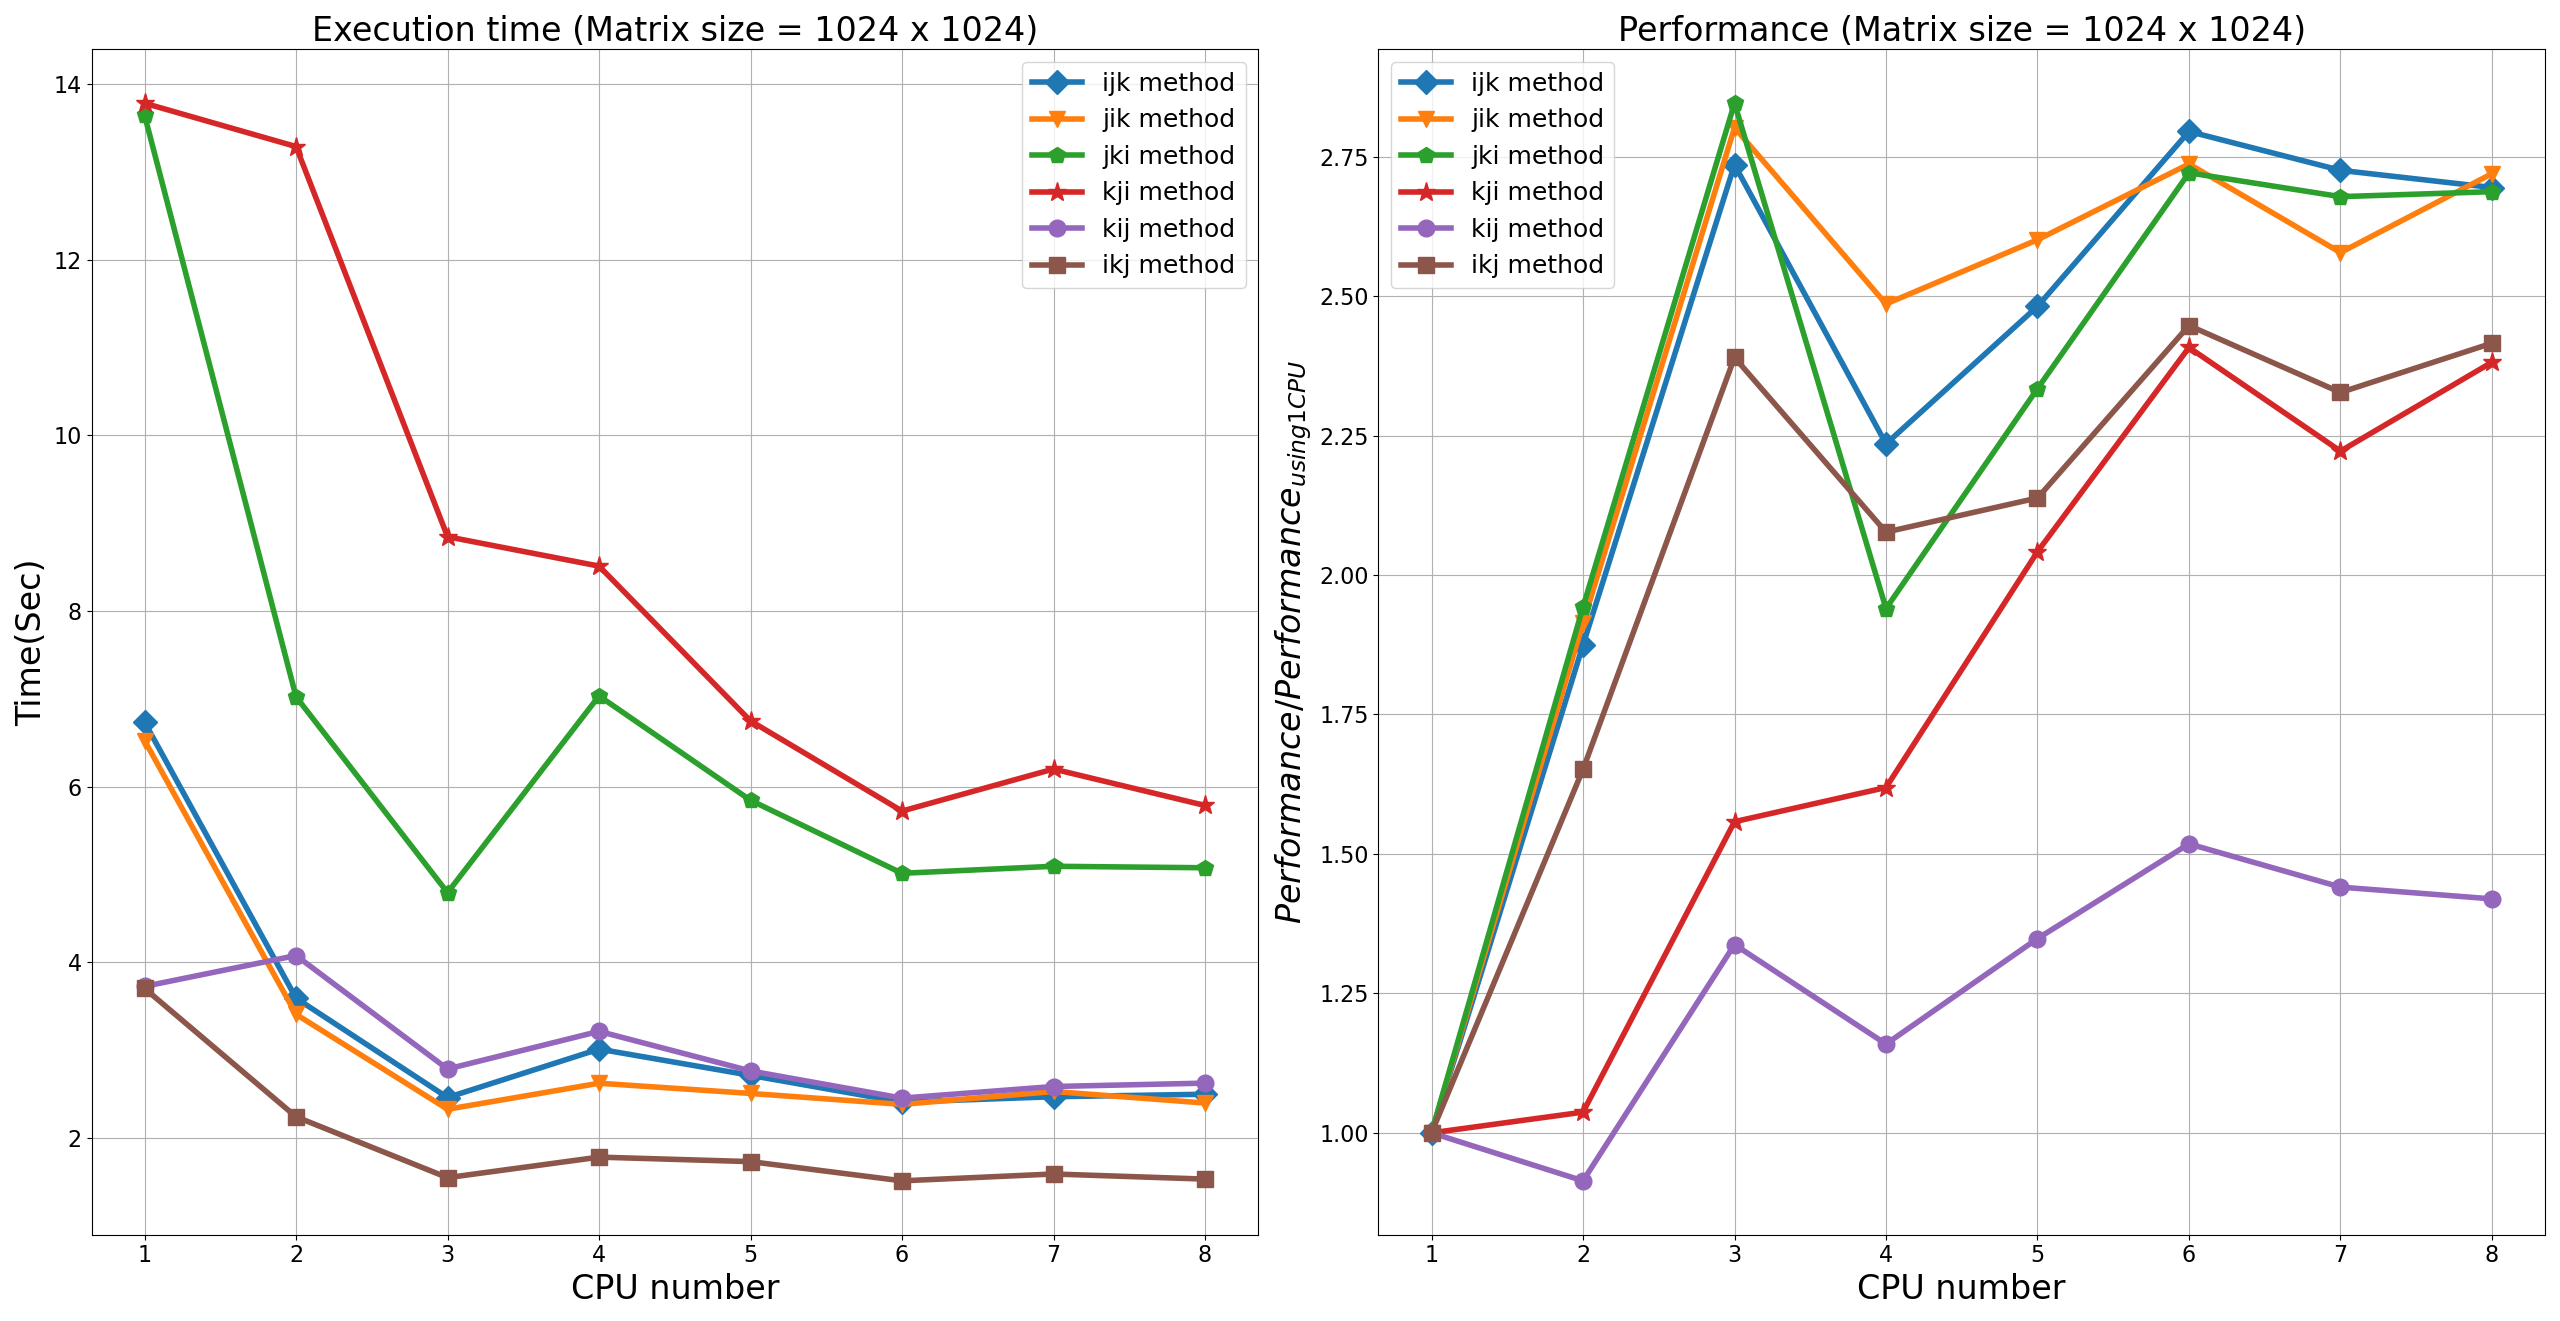 Execution time (Matrix size = 1024 x 1024)
14
12
10
8
6
4
2
Time(Sec)
1 2 3 4 5 6 7 8
CPU number
ijk method
jik method
jki method
kji method
kij method
ikj method
Performance (Matrix size = 1024 x 1024)
2.75
2.50
2.25
2.00
1.75
1.50
1.25
1.00
Performance/Performance using1CPU
1 2 3 4 5 6 7 8
CPU number
ijk method
jik method
jki method
kji method
kij method
ikj method